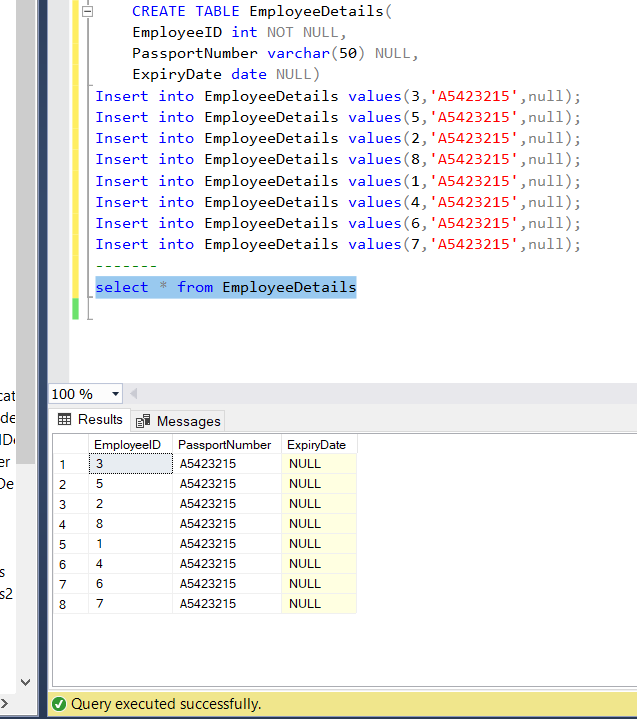 CREATE TABLE EmployeeDetails(
EmployeeID int NOT NULL,
PassportNumber varchar(50) NULL,
ExpiryDate date NULL)
Insert into EmployeeDetails values(3,'A5423215',null);
Insert into EmployeeDetails values(5,'A5423215',null);
Insert into EmployeeDetails values(2,'A5423215',null);
Insert into EmployeeDetails values(8,'A5423215',null);
Insert into EmployeeDetails values(1,'A5423215',null);
Insert into EmployeeDetails values(4,'A5423215',null);
Insert into EmployeeDetails values(6,'A5423215',null);
Insert into EmployeeDetails values(7,'A5423215',null);
-------
select * from EmployeeDetails
100 %
Results Messages
EmployeeID PassportNumber ExpiryDate
1 3 A5423215 NULL
2 5 A5423215 NULL
3 2 A5423215 NULL
4 8 A5423215 NULL
5 1 A5423215 NULL
6 4 A5423215 NULL
7 6 A5423215 NULL
8 7 A5423215 NULL
Query executed successfully.